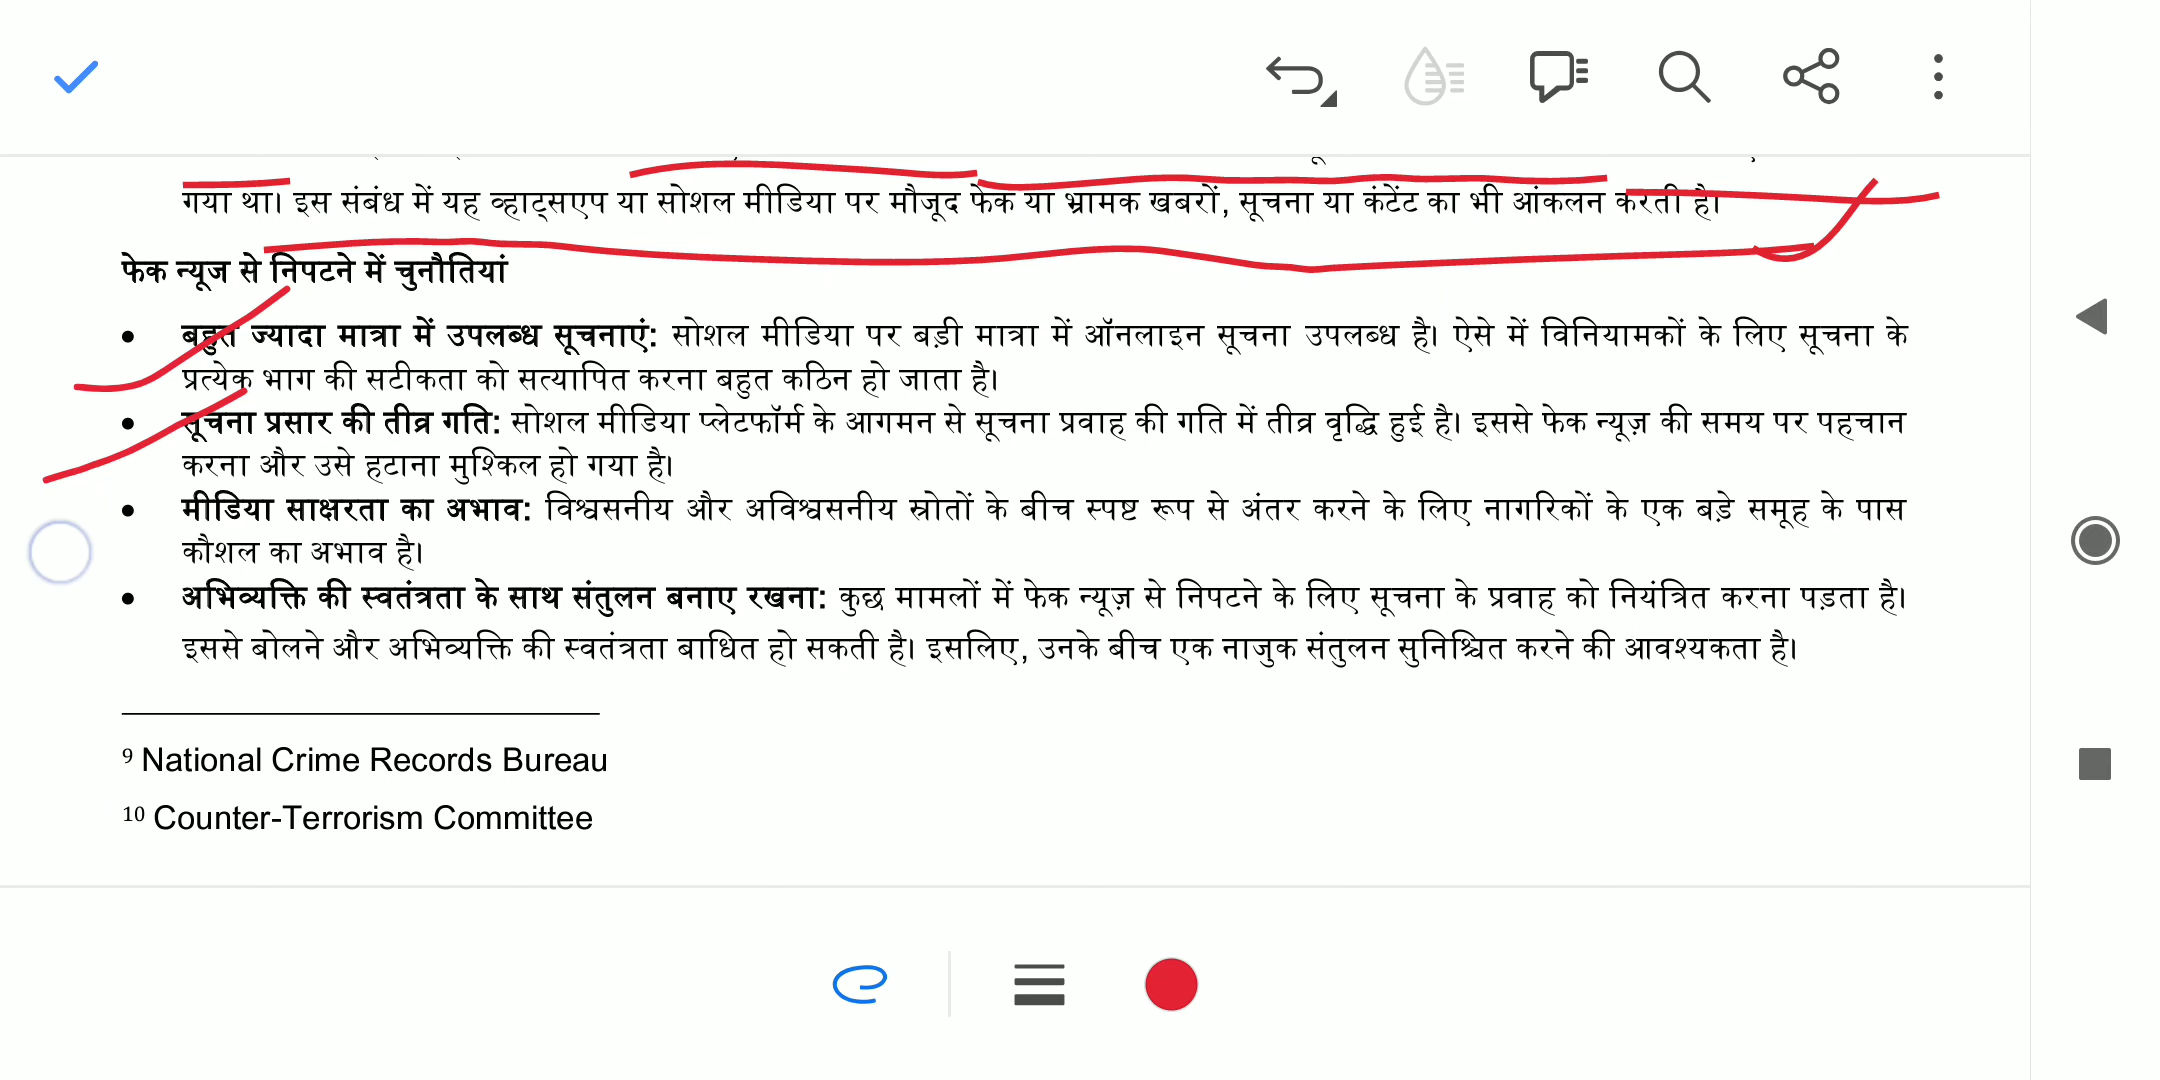 गया था। इस संबंध में यह व्हाट्सएप या सोशल मीडिया पर मौजूद फेक या भ्रामक खबरों, सूचना या कंटेंट का भी आंकलन करती है।
फेक न्यूज से निपटने में चुनौतियां
• बहुत ज्यादा मात्रा में उपलब्ध सूचनाएं: सोशल मीडिया पर बड़ी मात्रा में ऑनलाइन सूचना उपलब्ध है। ऐसे में विनियामकों के लिए सूचना के
प्रत्येक भाग की सटीकता को सत्यापित करना बहुत कठिन हो जाता है।
• सूचना प्रसार की तीव्र गति: सोशल मीडिया प्लेटफॉर्म के आगमन से सूचना प्रवाह की गति में तीव्र वृद्धि हुई है। इससे फेक न्यूज़ की समय पर पहचान
करना और उसे हटाना मुश्किल हो गया है।
• मीडिया साक्षरता का अभाव: विश्वसनीय और अविश्वसनीय स्रोतों के बीच स्पष्ट रूप से अंतर करने के लिए नागरिकों के एक बड़े समूह के पास
कौशल का अभाव है।
• अभिव्यक्ति की स्वतंत्रता के साथ संतुलन बनाए रखना: कुछ मामलों में फेक न्यूज़ से निपटने के लिए सूचना के प्रवाह को नियंत्रित करना पड़ता है।
इससे बोलने और अभिव्यक्ति की स्वतंत्रता बाधित हो सकती है। इसलिए, उनके बीच एक नाजुक संतुलन सुनिश्चित करने की आवश्यकता है।
9 National Crime Records Bureau
10 Counter-Terrorism Committee